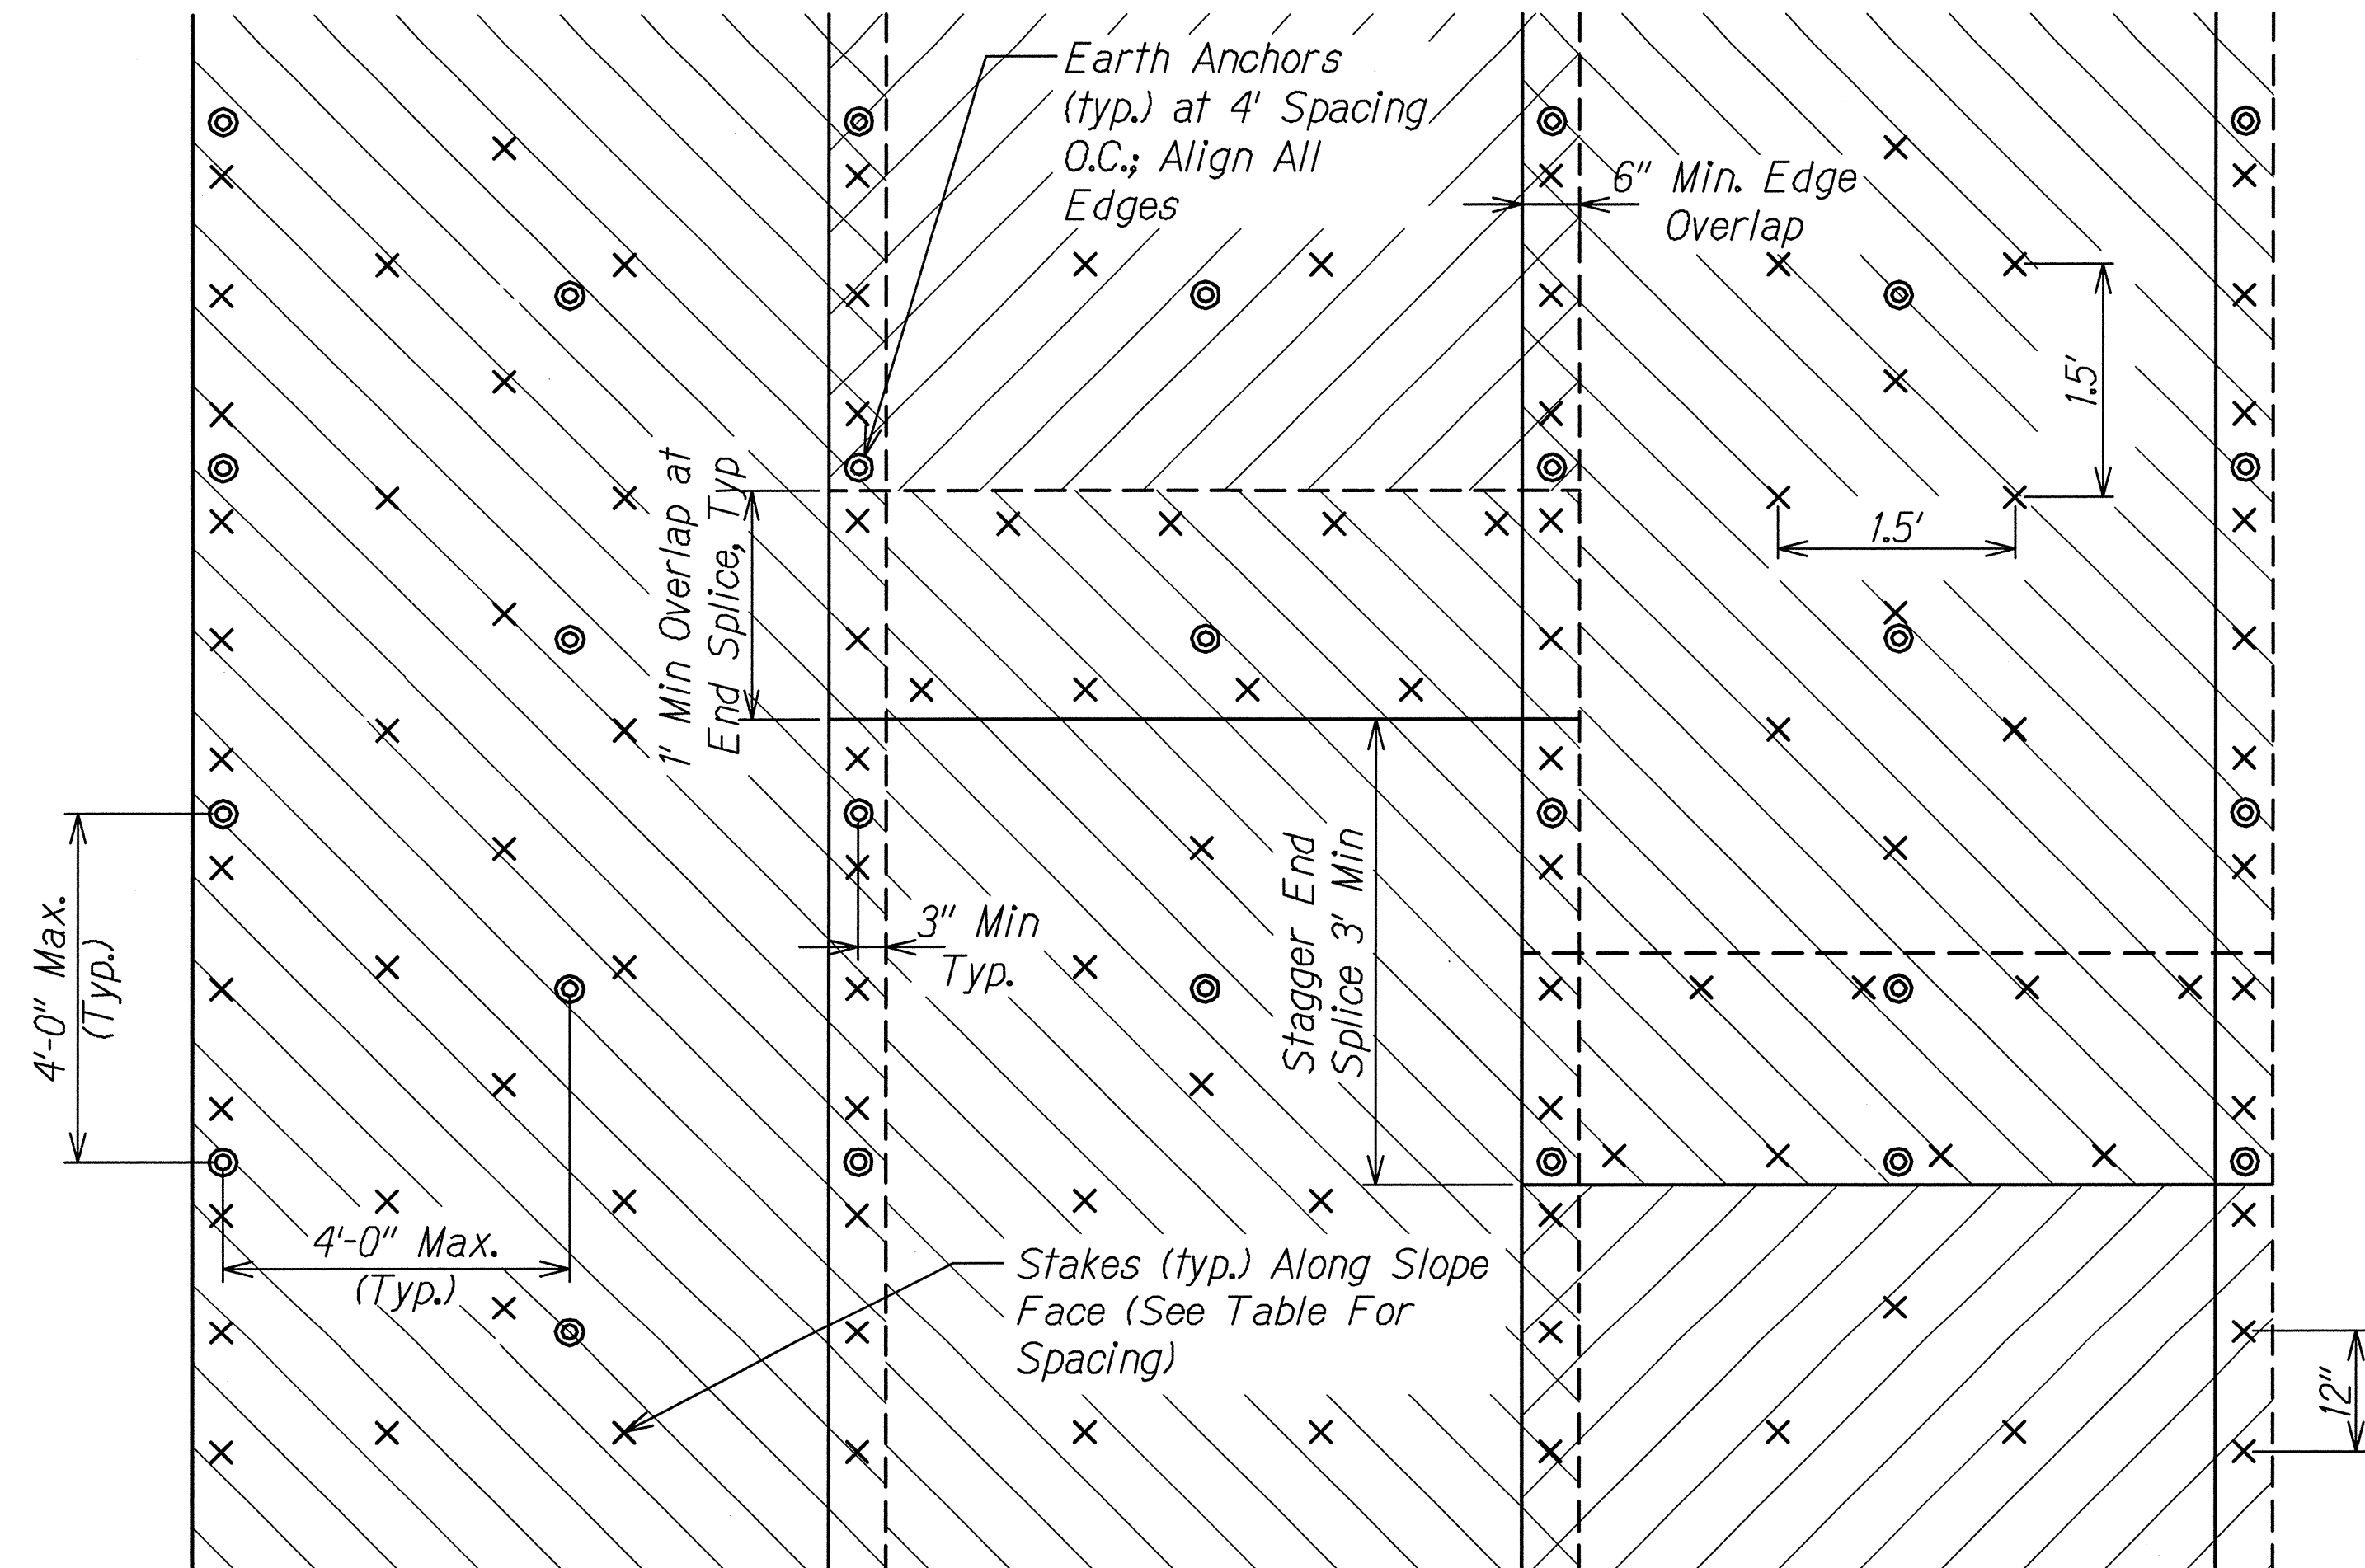 Earth Anchors
(typ.) at 4' Spacing
O.C.; Align All
Edges
6" Min. Edge
Overlap
1.5'
1.5'
1' Min Overlap at
End Splice, Typ
4'-0" Max.
(Typ.)
3" Min
Typ.
Stagger End
Splice 3' Min
4'-0" Max.
(Typ.)
Stakes (typ.) Along Slope
Face (See Table For
Spacing)
12"